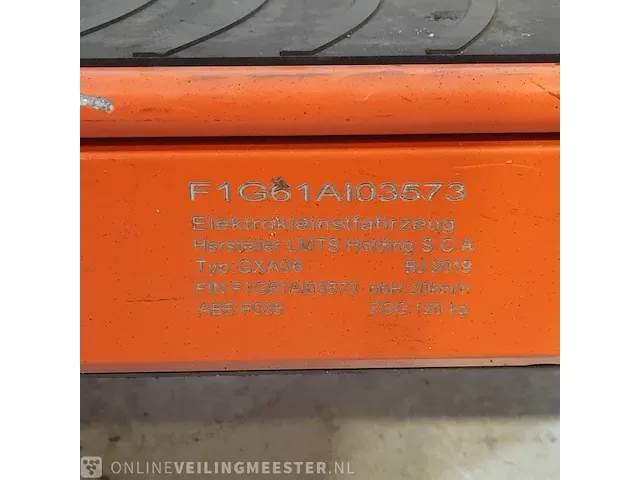 F1G61AI03573
Elektrokleinstfahrzeug
Hersteller LMTS Holding S.C.A.
Typ GXA06 BJ 2019
FIN F1G61AI03573 - bbH 20km/h
ABE: P036 ZGG 120 kg
ONLINEVEILINGMEESTER.NL